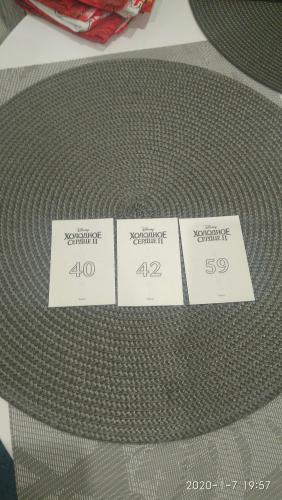 Disney
ХОЛОДНОЕ
СЕРДЦЕ II
40
Disney
ХОЛОДНОЕ
СЕРДЦЕ II
42
Disney
ХОЛОДНОЕ
СЕРДЦЕ II
59
2020-1-7 19:57